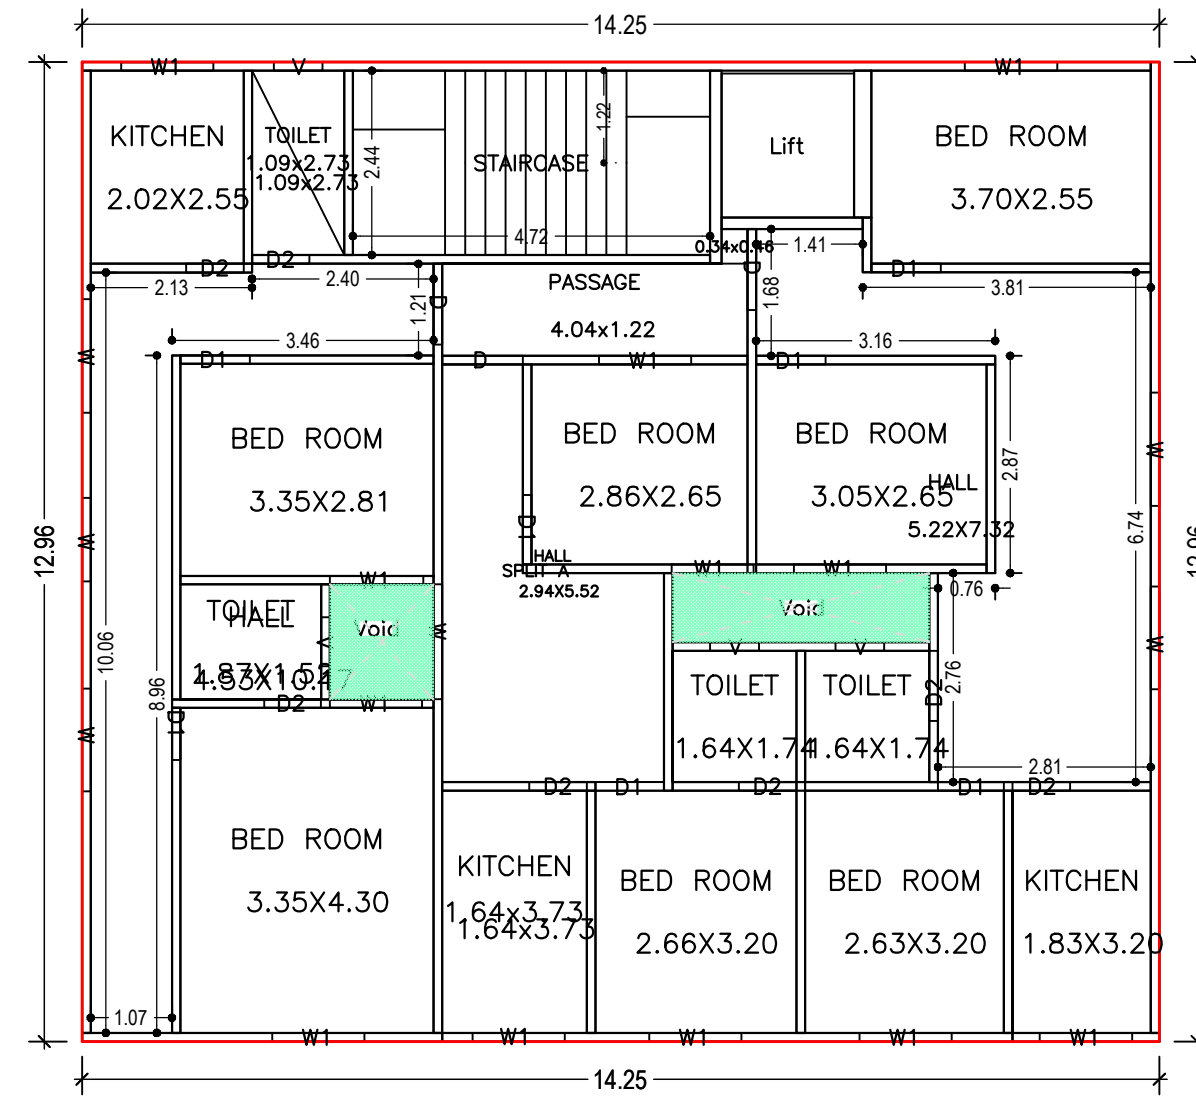 14.25
W1
V
W1
KITCHEN
2.02X2.55
TOILET
1.09x2.73
1.09x2.73
2.44
STAIRCASE
1.22
4.72
Lift
BED ROOM
3.70X2.55
0.34x0.46
1.41
D2
D2
D
D1
2.13
2.40
1.21
D
PASSAGE
4.04x1.22
1.68
3.81
3.46
3.16
W
D1
D
W1
D1
BED ROOM
3.35X2.81
BED ROOM
2.86X2.65
BED ROOM
3.05X2.65
HALL
5.22X7.32
2.87
W
12.96
W
D1
6.74
12.96
HALL
SPLIT A
2.94X5.52
W1
W1
W1
0.76
TOILET
HALL
1.87X1.52
4.53X10.17
V
Void
W
Void
V
V
W
10.06
8.96
D2
W1
D1
W
TOILET
1.64X1.74
TOILET
1.64X1.74
D2
2.76
2.81
D2
D1
D2
D1
D2
BED ROOM
3.35X4.30
KITCHEN
1.64x3.73
1.64x3.73
BED ROOM
2.66X3.20
BED ROOM
2.63X3.20
KITCHEN
1.83X3.20
1.07
W1
W1
W1
W1
W1
14.25